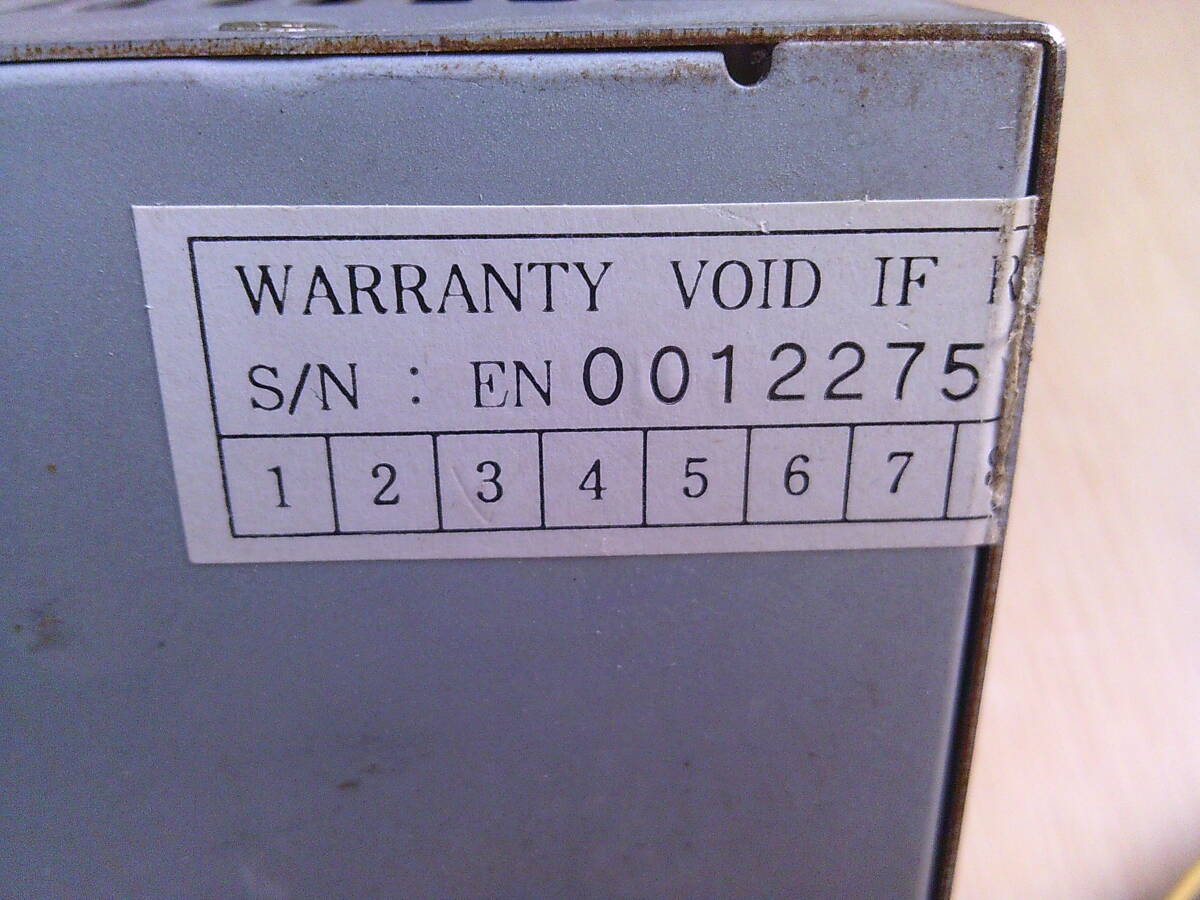 WARRANTY VOID IF
S/N : EN 0012275
1 2 3 4 5 6 7